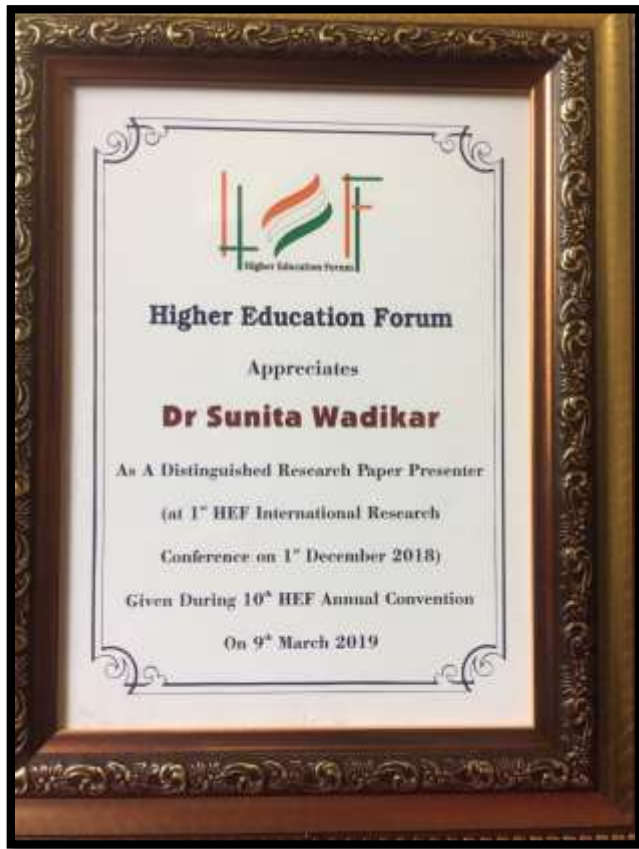 HEF
Higher Education Forum
Higher Education Forum
Appreciates
Dr Sunita Wadikar
As A Distinguished Research Paper Presenter
(at 1st HEF International Research
Conference on 1st December 2018)
Given During 10th HEF Annual Convention
On 9th March 2019